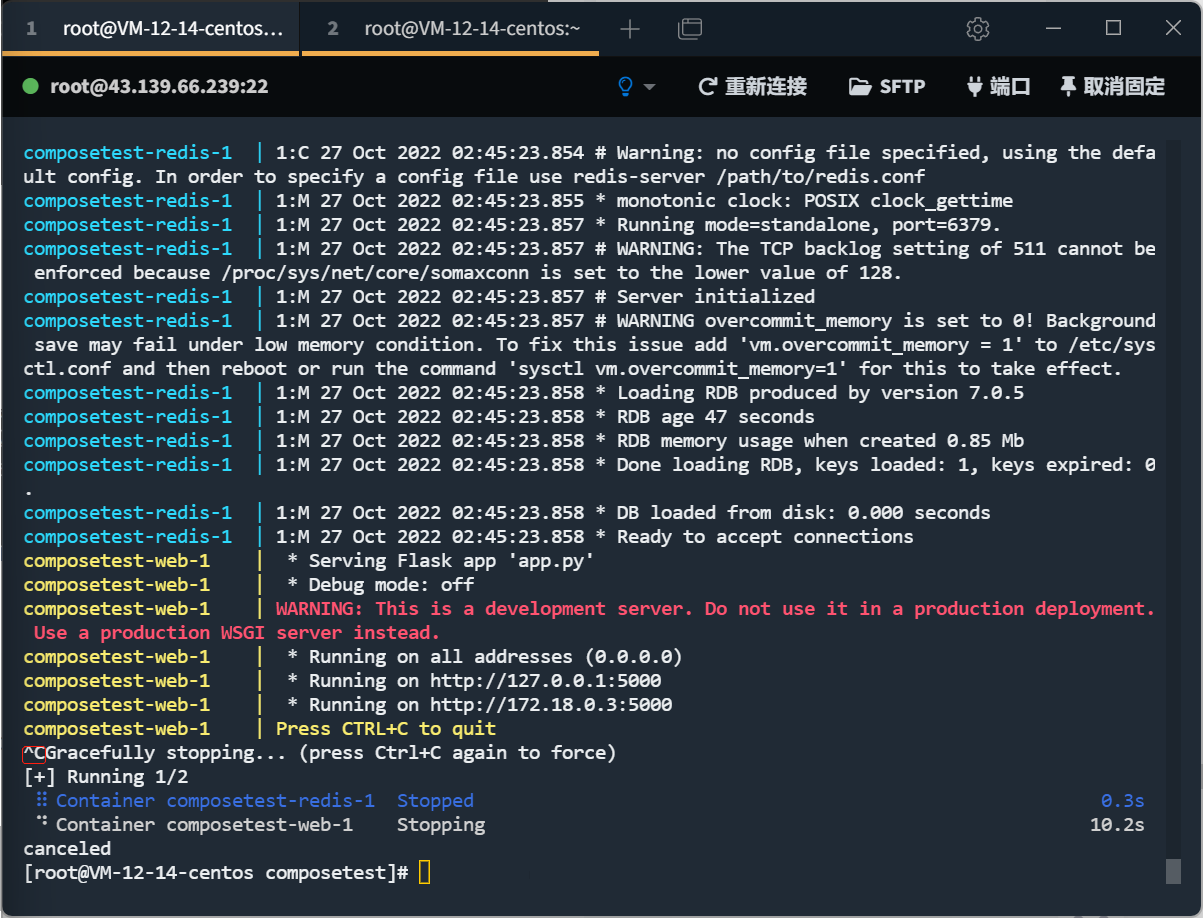 1 root@VM-12-14-centos... 2 root@VM-12-14-centos:~
root@43.139.66.239:22 重新连接 SFTP 端口 取消固定
composetest-redis-1 | 1:C 27 Oct 2022 02:45:23.854 # Warning: no config file specified, using the defa
ult config. In order to specify a config file use redis-server /path/to/redis.conf
composetest-redis-1 | 1:M 27 Oct 2022 02:45:23.855 * monotonic clock: POSIX clock_gettime
composetest-redis-1 | 1:M 27 Oct 2022 02:45:23.857 * Running mode=standalone, port=6379.
composetest-redis-1 | 1:M 27 Oct 2022 02:45:23.857 # WARNING: The TCP backlog setting of 511 cannot be
enforced because /proc/sys/net/core/somaxconn is set to the lower value of 128.
composetest-redis-1 | 1:M 27 Oct 2022 02:45:23.857 # Server initialized
composetest-redis-1 | 1:M 27 Oct 2022 02:45:23.857 # WARNING overcommit_memory is set to 0! Background
save may fail under low memory condition. To fix this issue add 'vm.overcommit_memory = 1' to /etc/sys
ctl.conf and then reboot or run the command 'sysctl vm.overcommit_memory=1' for this to take effect.
composetest-redis-1 | 1:M 27 Oct 2022 02:45:23.858 * Loading RDB produced by version 7.0.5
composetest-redis-1 | 1:M 27 Oct 2022 02:45:23.858 * RDB age 47 seconds
composetest-redis-1 | 1:M 27 Oct 2022 02:45:23.858 * RDB memory usage when created 0.85 Mb
composetest-redis-1 | 1:M 27 Oct 2022 02:45:23.858 * Done loading RDB, keys loaded: 1, keys expired: 0
.
composetest-redis-1 | 1:M 27 Oct 2022 02:45:23.858 * DB loaded from disk: 0.000 seconds
composetest-redis-1 | 1:M 27 Oct 2022 02:45:23.858 * Ready to accept connections
composetest-web-1 | * Serving Flask app 'app.py'
composetest-web-1 | * Debug mode: off
composetest-web-1 | WARNING: This is a development server. Do not use it in a production deployment.
Use a production WSGI server instead.
composetest-web-1 | * Running on all addresses (0.0.0.0)
composetest-web-1 | * Running on http://127.0.0.1:5000
composetest-web-1 | * Running on http://172.18.0.3:5000
composetest-web-1 | Press CTRL+C to quit
^CGracefully stopping... (press Ctrl+C again to force)
[+] Running 1/2
⠿ Container composetest-redis-1 Stopped 0.3s
⠙ Container composetest-web-1 Stopping 10.2s
canceled
[root@VM-12-14-centos composetest]#